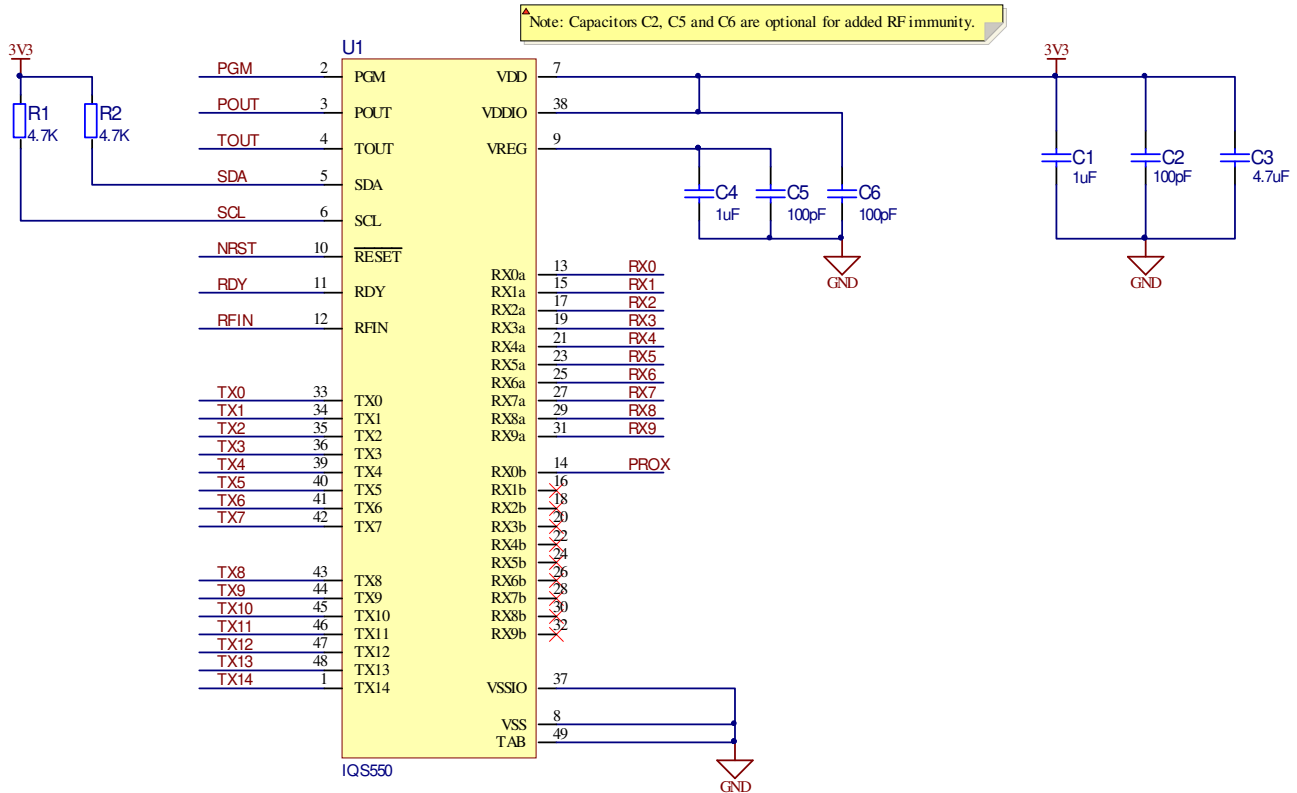 Note: Capacitors C2, C5 and C6 are optional for added RF immunity.
U1
3V3
R1
4.7K
R2
4.7K
PGM 2 PGM
POUT 3 POUT
TOUT 4 TOUT
SDA 5 SDA
SCL 6 SCL
NRST 10 RESET
RDY 11 RDY
RFIN 12 RFIN
TX0 33 TX0
TX1 34 TX1
TX2 35 TX2
TX3 36 TX3
TX4 39 TX4
TX5 40 TX5
TX6 41 TX6
TX7 42 TX7
TX8 43 TX8
TX9 44 TX9
TX10 45 TX10
TX11 46 TX11
TX12 47 TX12
TX13 48 TX13
TX14 1 TX14
VDD 7
VDDIO 38
VREG 9
RX0a 13 RX0
RX1a 15 RX1
RX2a 17 RX2
RX3a 19 RX3
RX4a 21 RX4
RX5a 23 RX5
RX6a 25 RX6
RX7a 27 RX7
RX8a 29 RX8
RX9a 31 RX9
RX0b 14 PROX
RX1b 16
RX2b 18
RX3b 20
RX4b 22
RX5b 24
RX6b 26
RX7b 28
RX8b 30
RX9b 32
VSSIO 37
VSS 8
TAB 49
IQS550
GND
C4
1uF
C5
100pF
C6
100pF
GND
3V3
C1
1uF
C2
100pF
C3
4.7uF
GND